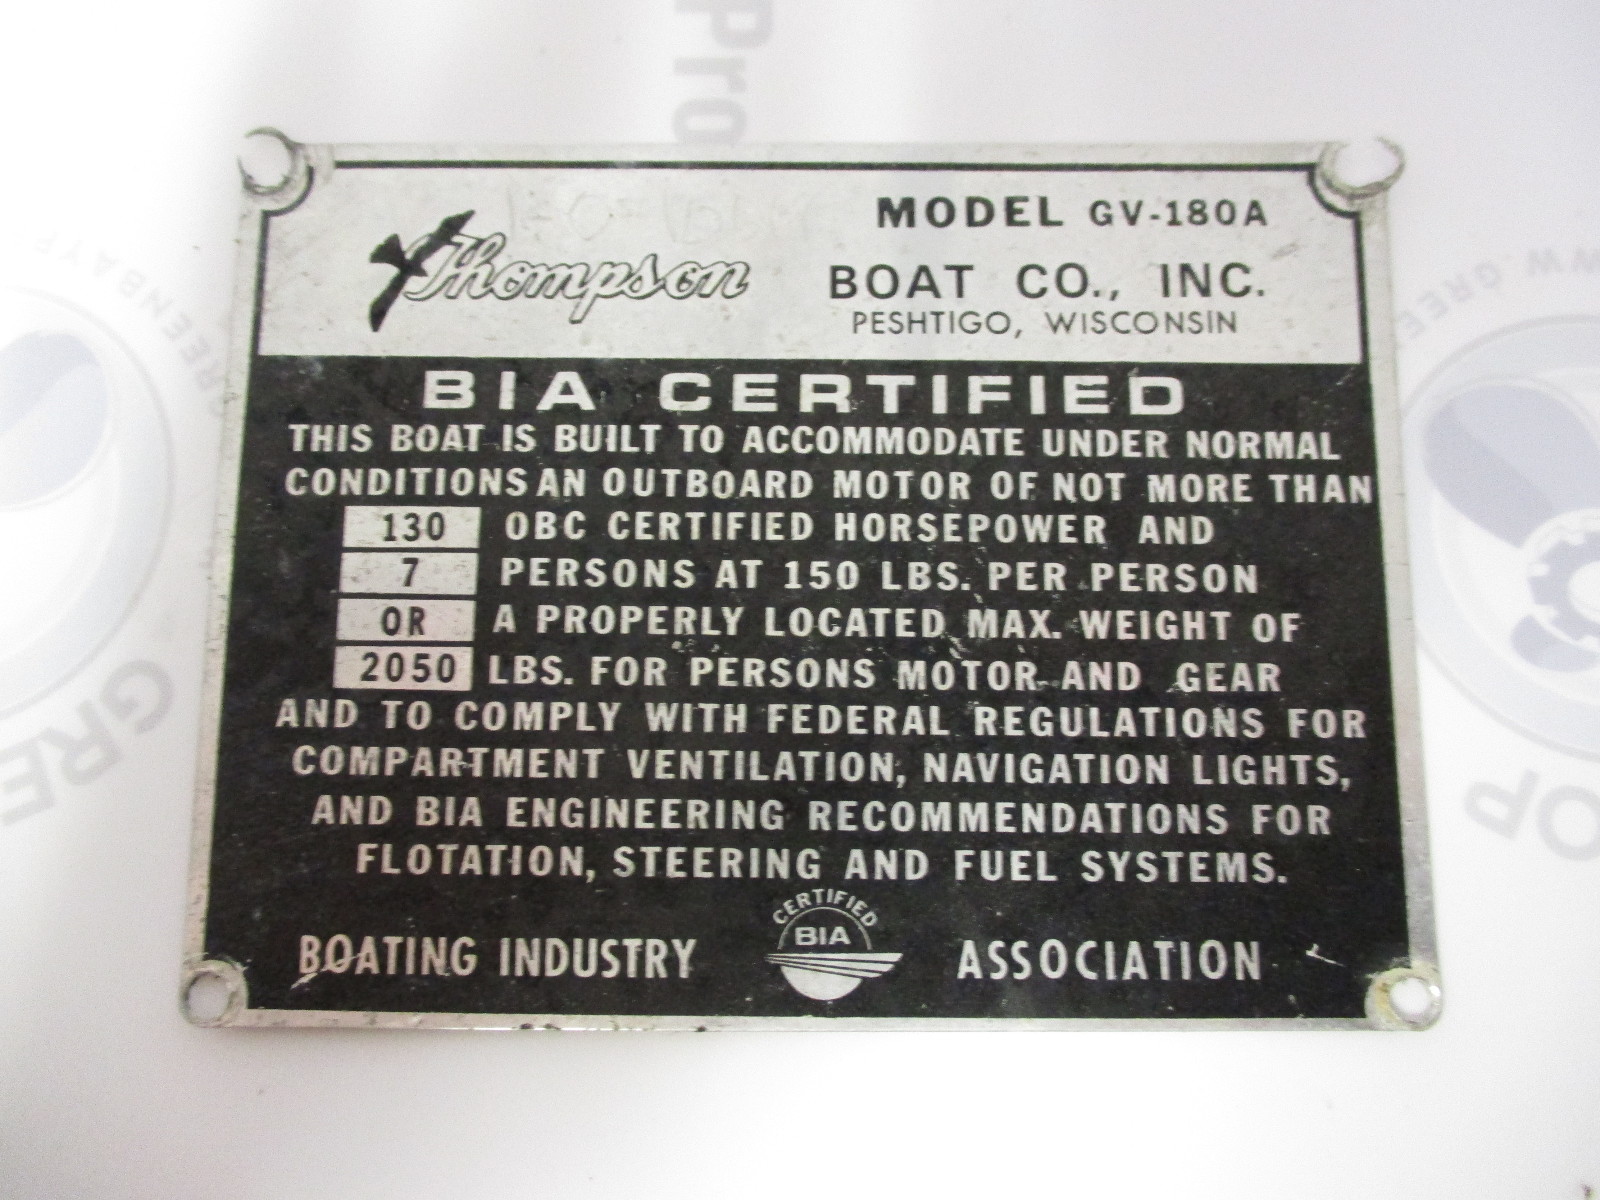 MODEL GV-180A
Thompson BOAT CO., INC.
PESHTIGO, WISCONSIN
BIA CERTIFIED
THIS BOAT IS BUILT TO ACCOMMODATE UNDER NORMAL
CONDITIONS AN OUTBOARD MOTOR OF NOT MORE THAN
130 OBC CERTIFIED HORSEPOWER AND
7 PERSONS AT 150 LBS. PER PERSON
OR A PROPERLY LOCATED MAX. WEIGHT OF
2050 LBS. FOR PERSONS MOTOR AND GEAR
AND TO COMPLY WITH FEDERAL REGULATIONS FOR
COMPARTMENT VENTILATION, NAVIGATION LIGHTS,
AND BIA ENGINEERING RECOMMENDATIONS FOR
FLOTATION, STEERING AND FUEL SYSTEMS.
CERTIFIED
BIA
BOATING INDUSTRY ASSOCIATION